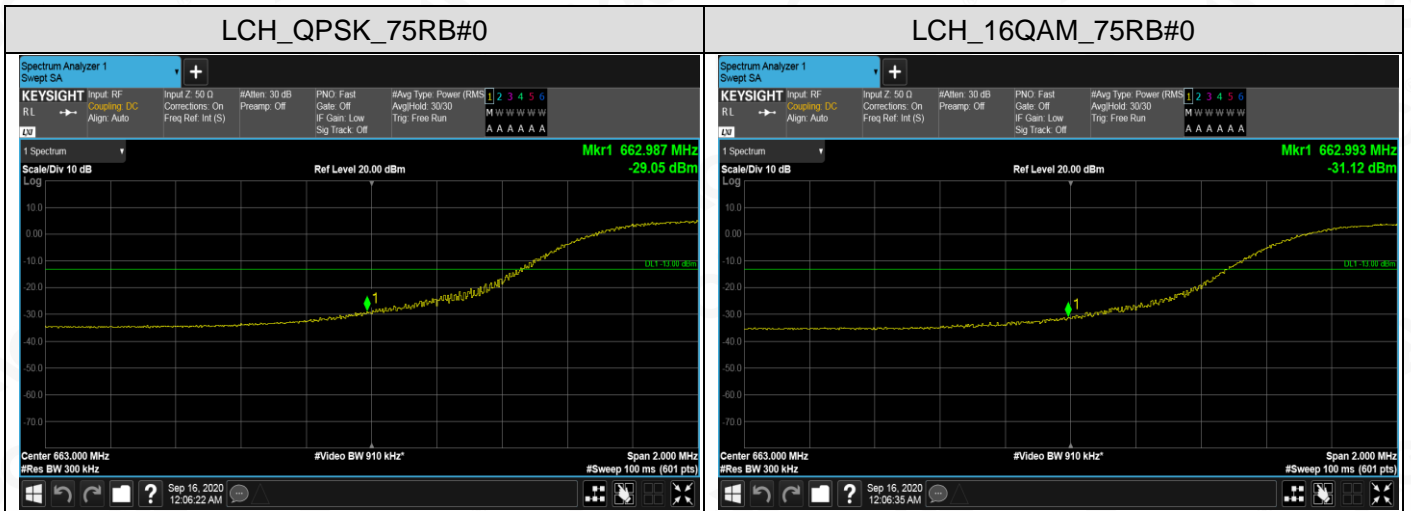 LCH_QPSK_75RB#0
Spectrum Analyzer 1
Swept SA
+
KEYSIGHT
RL
LXI
Input: RF
Coupling: DC
Align: Auto
Input Z: 50 Ω
Corrections: On
Freq Ref: Int (S)
#Atten: 30 dB
Preamp: Off
PNO: Fast
Gate: Off
IF Gain: Low
Sig Track: Off
#Avg Type: Power (RMS
Avg|Hold: 30/30
Trig: Free Run
1 2 3 4 5 6
M W W W W W
A A A A A A
1 Spectrum
Scale/Div 10 dB
Ref Level 20.00 dBm
Mkr1 662.987 MHz
-29.05 dBm
Log
10.0
0.00
-10.0
-20.0
-30.0
-40.0
-50.0
-60.0
-70.0
DL1 -13.00 dBm
1
Center 663.000 MHz
#Res BW 300 kHz
#Video BW 910 kHz*
Span 2.000 MHz
#Sweep 100 ms (601 pts)
?
Sep 16, 2020
12:06:22 AM
LCH_16QAM_75RB#0
Spectrum Analyzer 1
Swept SA
+
KEYSIGHT
RL
LXI
Input: RF
Coupling: DC
Align: Auto
Input Z: 50 Ω
Corrections: On
Freq Ref: Int (S)
#Atten: 30 dB
Preamp: Off
PNO: Fast
Gate: Off
IF Gain: Low
Sig Track: Off
#Avg Type: Power (RMS
Avg|Hold: 30/30
Trig: Free Run
1 2 3 4 5 6
M W W W W W
A A A A A A
1 Spectrum
Scale/Div 10 dB
Ref Level 20.00 dBm
Mkr1 662.993 MHz
-31.12 dBm
Log
10.0
0.00
-10.0
-20.0
-30.0
-40.0
-50.0
-60.0
-70.0
DL1 -13.00 dBm
1
Center 663.000 MHz
#Res BW 300 kHz
#Video BW 910 kHz*
Span 2.000 MHz
#Sweep 100 ms (601 pts)
?
Sep 16, 2020
12:06:35 AM